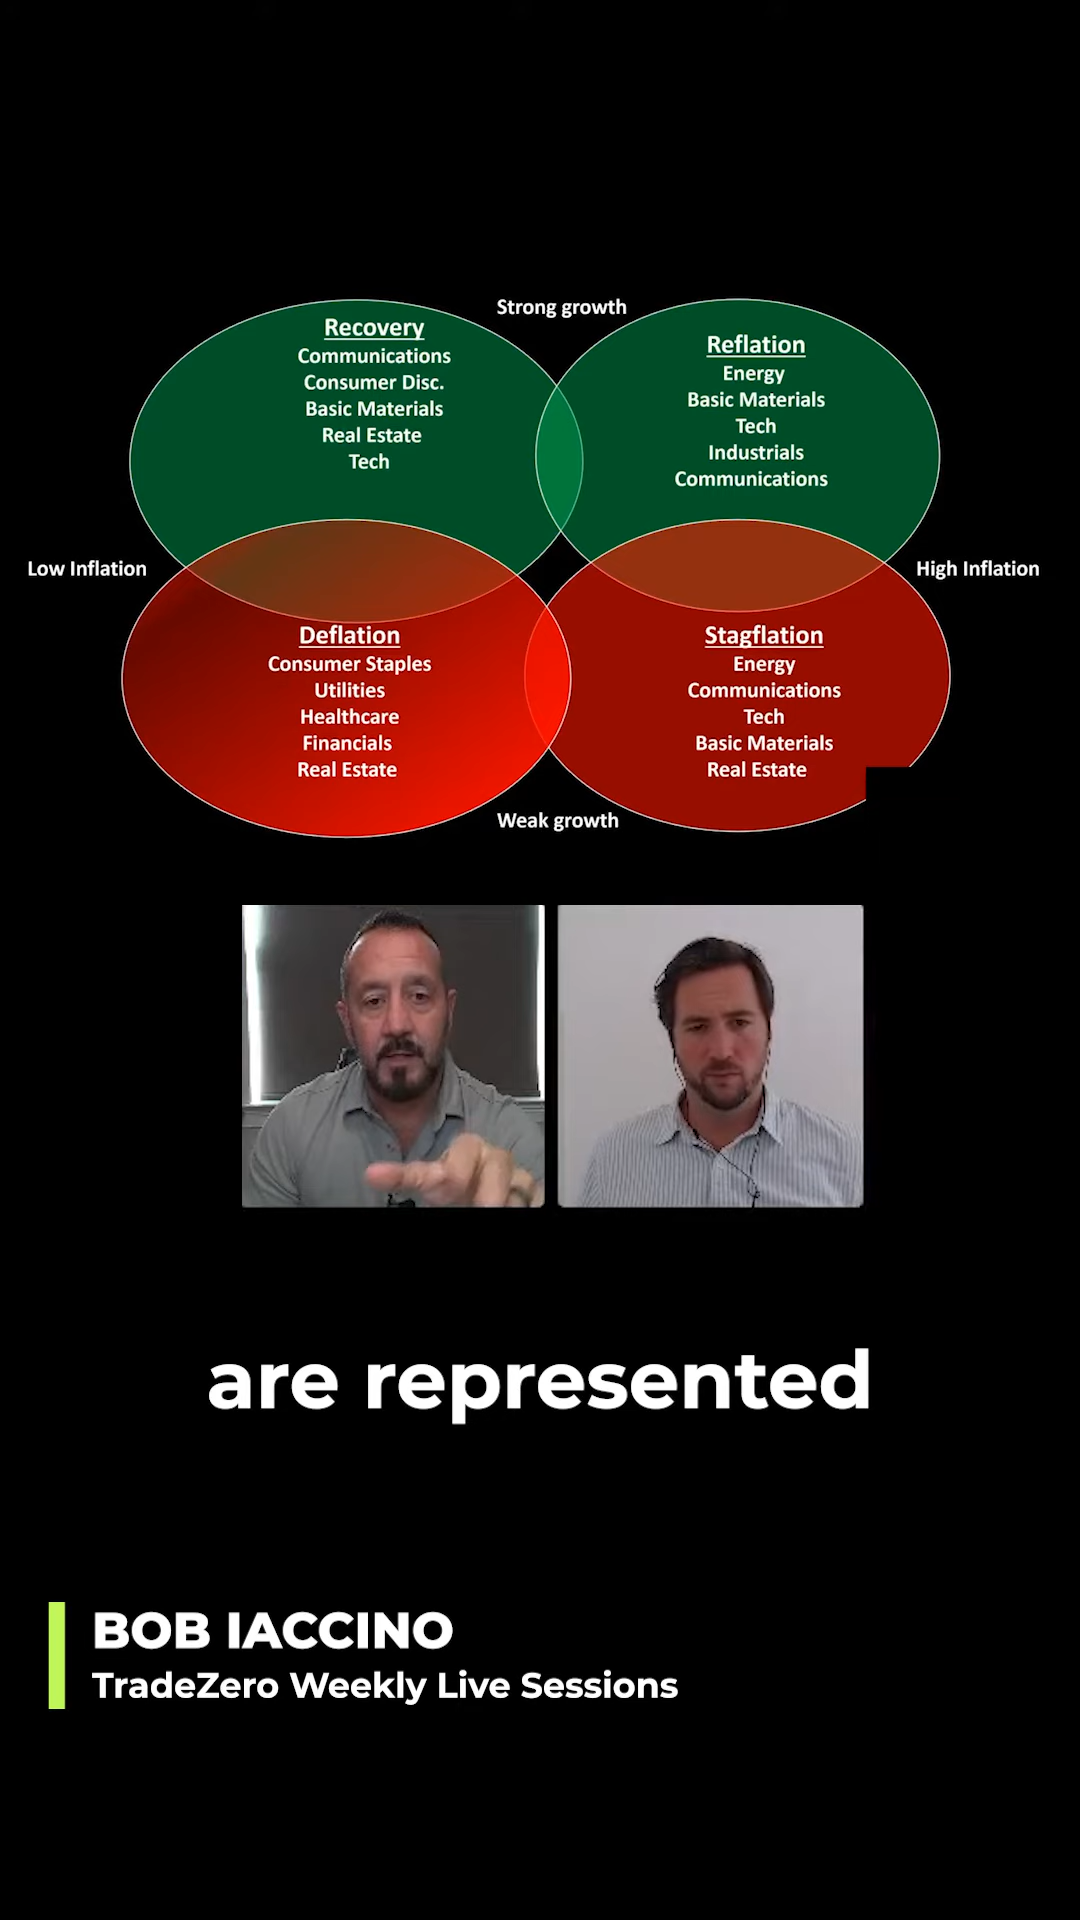 Strong growth
Recovery
Communications
Consumer Disc.
Basic Materials
Real Estate
Tech
Reflation
Energy
Basic Materials
Tech
Industrials
Communications
Low Inflation
High Inflation
Deflation
Consumer Staples
Utilities
Healthcare
Financials
Real Estate
Stagflation
Energy
Communications
Tech
Basic Materials
Real Estate
Weak growth
are represented
BOB IACCINO
TradeZero Weekly Live Sessions